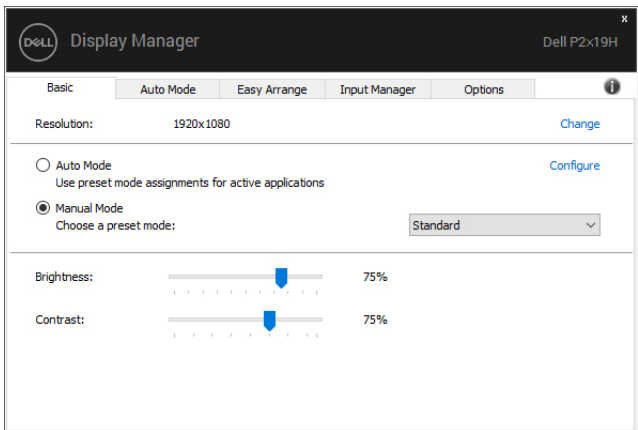 x
DELL Display Manager Dell P2x19H
Basic Auto Mode Easy Arrange Input Manager Options
Resolution: 1920x1080 Change
Auto Mode Configure
Use preset mode assignments for active applications
Manual Mode
Choose a preset mode: Standard
Brightness: 75%
Contrast: 75%